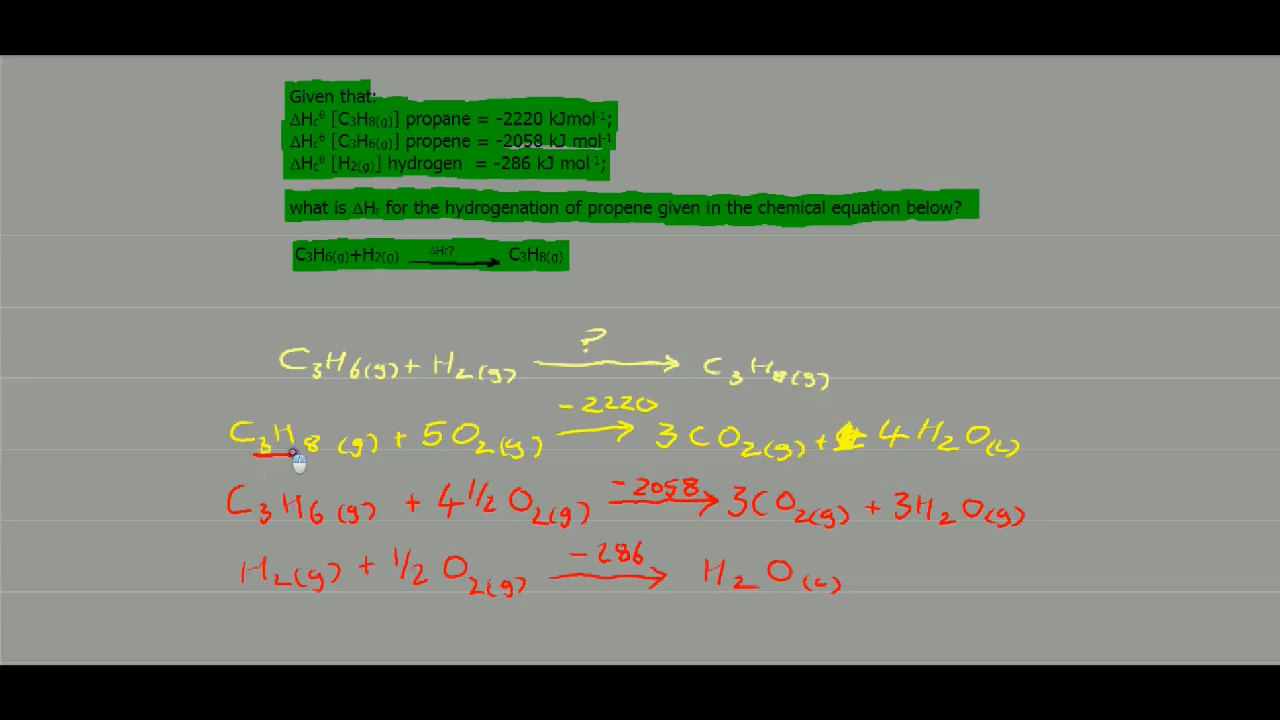 Given that:
ΔHcᶿ [C3H8(g)] propane = -2220 kJmol-1;
ΔHcᶿ [C3H6(g)] propene = -2058 kJ mol-1
ΔHcᶿ [H2(g)] hydrogen = -286 kJ mol-1;
what is ΔHr for the hydrogenation of propene given in the chemical equation below?
C3H6(g)+H2(g) ΔHr? C3H8(g)
C3H6(g) + H2(g) ? → C3H8(g)
C3H8(g) + 5O2(g) -2220 → 3CO2(g) + 4H2O(l)
C3H6(g) + 4 1/2 O2(g) -2058 → 3CO2(g) + 3H2O(g)
H2(g) + 1/2 O2(g) -286 → H2O(l)